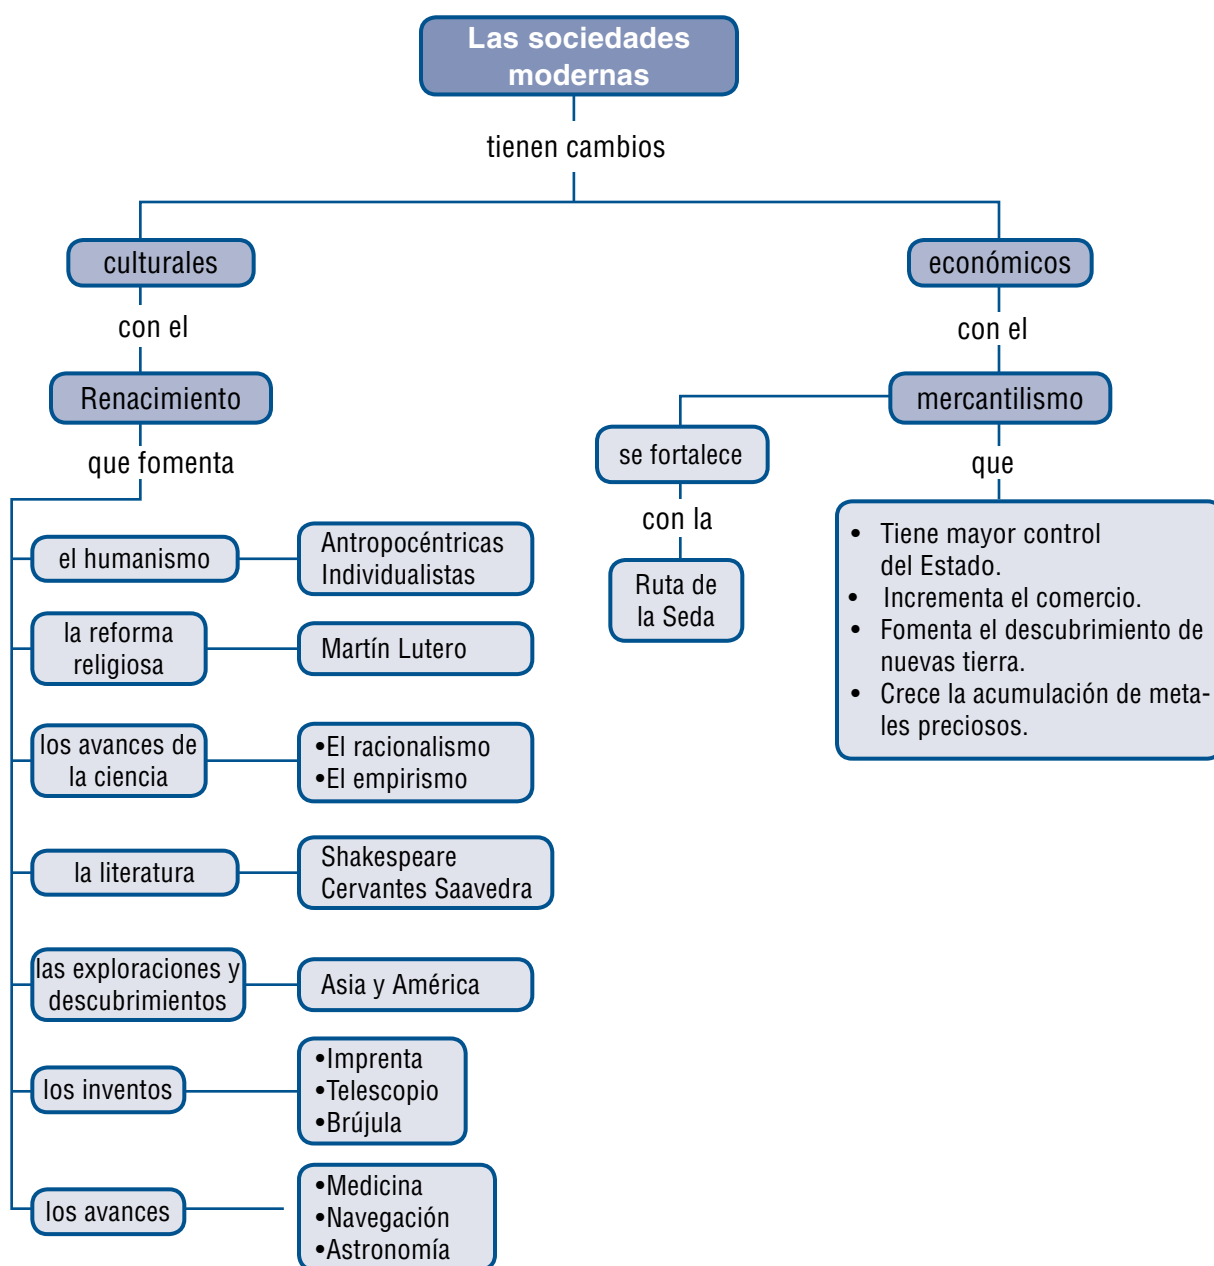 Las sociedades
modernas
tienen cambios
culturales
con el
Renacimiento
que fomenta
el humanismo
Antropocéntricas
Individualistas
la reforma
religiosa
Martín Lutero
los avances de
la ciencia
•El racionalismo
•El empirismo
la literatura
Shakespeare
Cervantes Saavedra
las exploraciones y
descubrimientos
Asia y América
los inventos
•Imprenta
•Telescopio
•Brújula
los avances
•Medicina
•Navegación
•Astronomía
económicos
con el
mercantilismo
se fortalece
con la
Ruta de
la Seda
que
• Tiene mayor control
del Estado.
• Incrementa el comercio.
• Fomenta el descubrimiento de
nuevas tierra.
• Crece la acumulación de meta-
les preciosos.